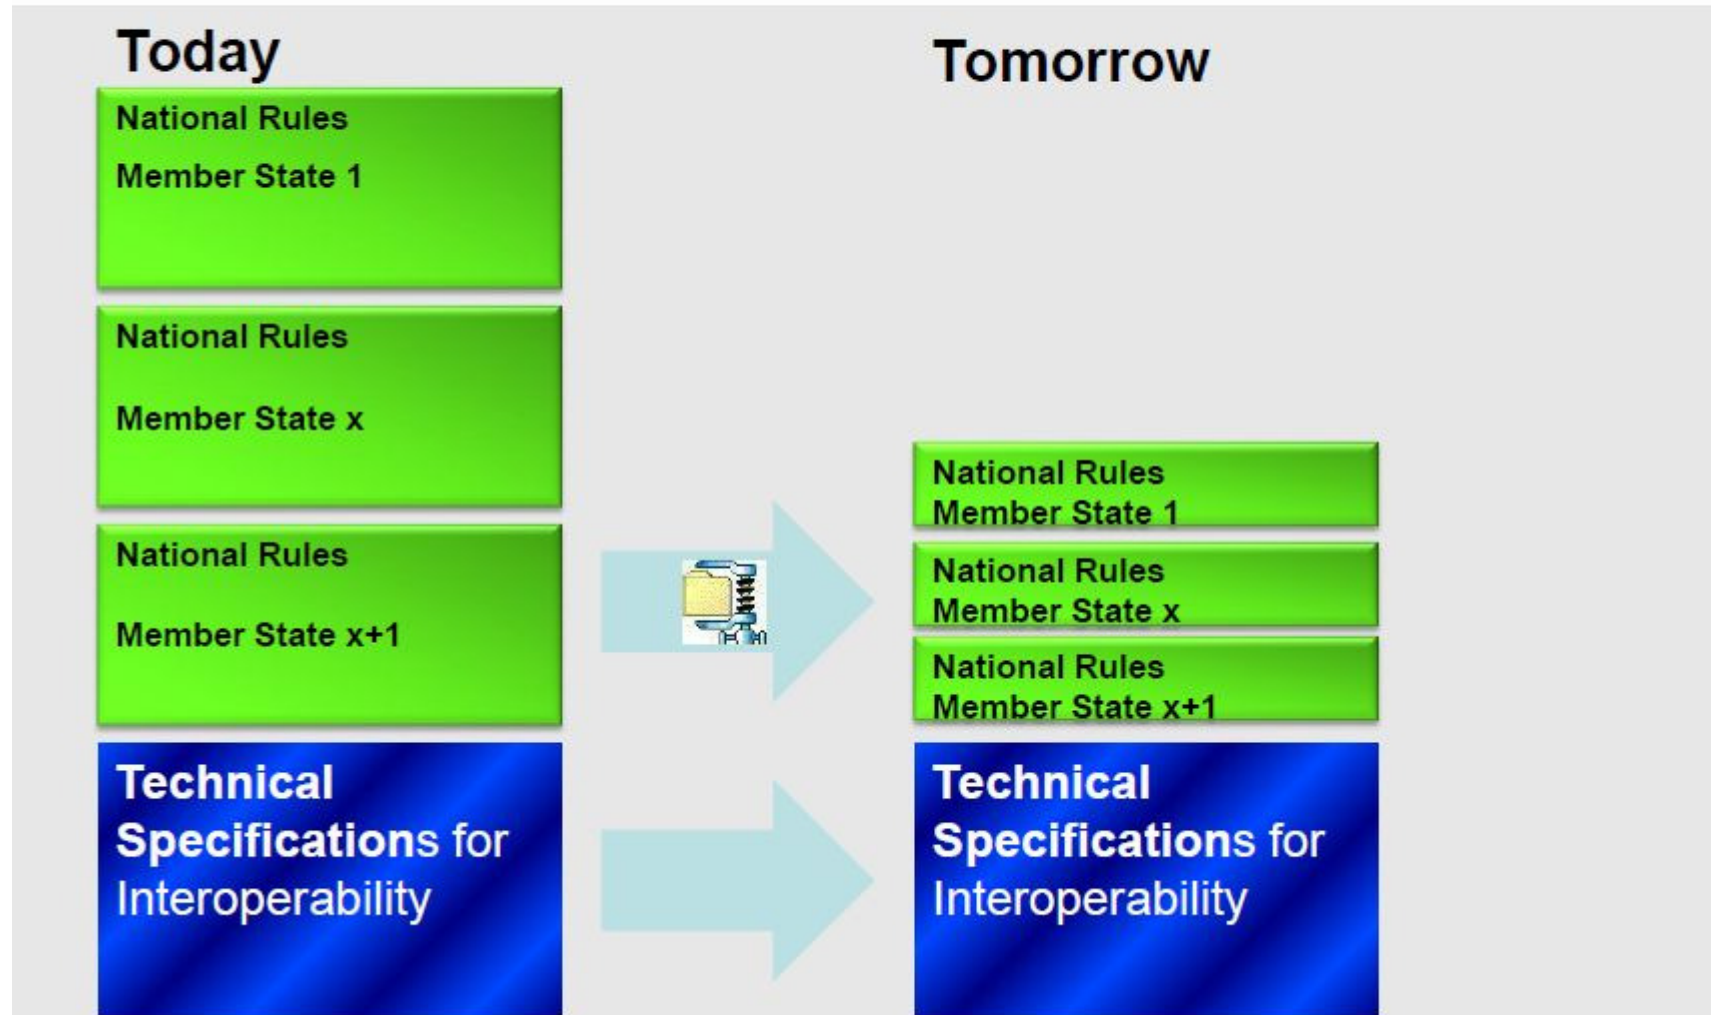 Today
National Rules
Member State 1
National Rules
Member State x
National Rules
Member State x+1
Technical
Specifications for
Interoperability
Tomorrow
National Rules
Member State 1
National Rules
Member State x
National Rules
Member State x+1
Technical
Specifications for
Interoperability